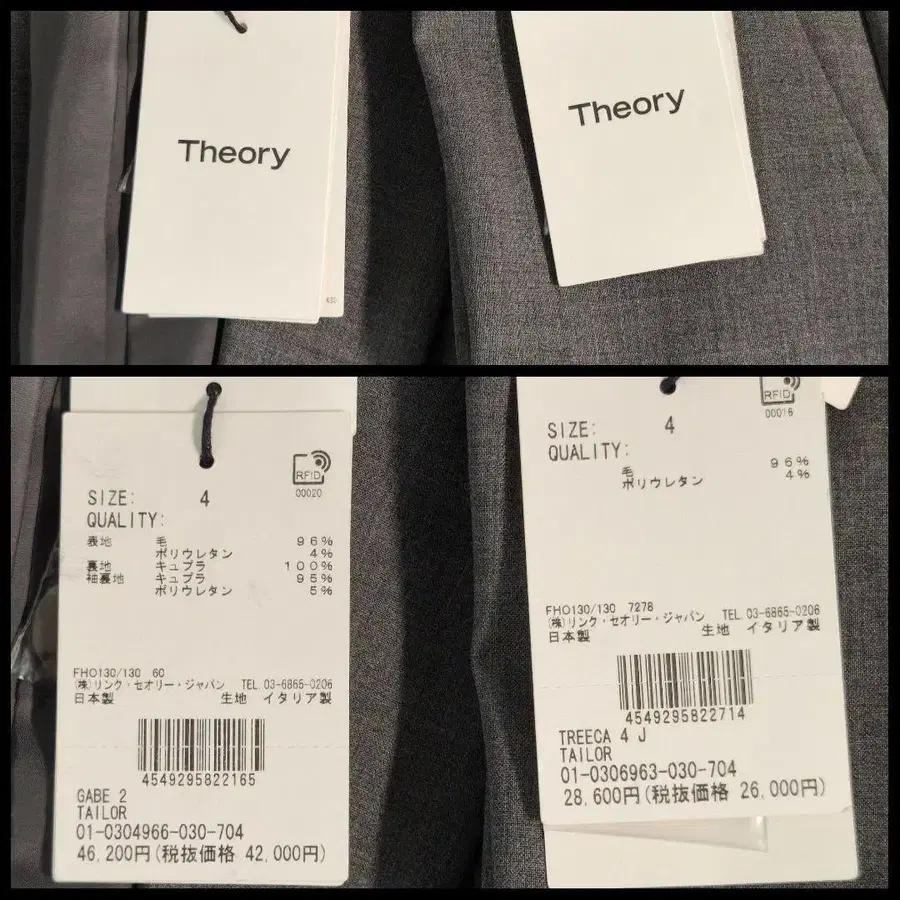 Theory
430
Theory
RFID
00020
SIZE: 4
QUALITY:
表地 毛 96%
ポリウレタン 4%
裏地 キュプラ 100%
袖裏地 キュプラ 95%
ポリウレタン 5%
FHO130/130 60
(株)リンク・セオリー・ジャパン TEL.03-6865-0206
日本製 生地 イタリア製
4549295822165
GABE 2
TAILOR
01-0304966-030-704
46,200円(税抜価格 42,000円)
RFID
00016
SIZE: 4
QUALITY:
毛 96%
ポリウレタン 4%
FHO130/130 7278
(株)リンク・セオリー・ジャパン TEL.03-6865-0206
日本製 生地 イタリア製
4549295822714
TREECA 4 J
TAILOR
01-0306963-030-704
28,600円(税抜価格 26,000円)